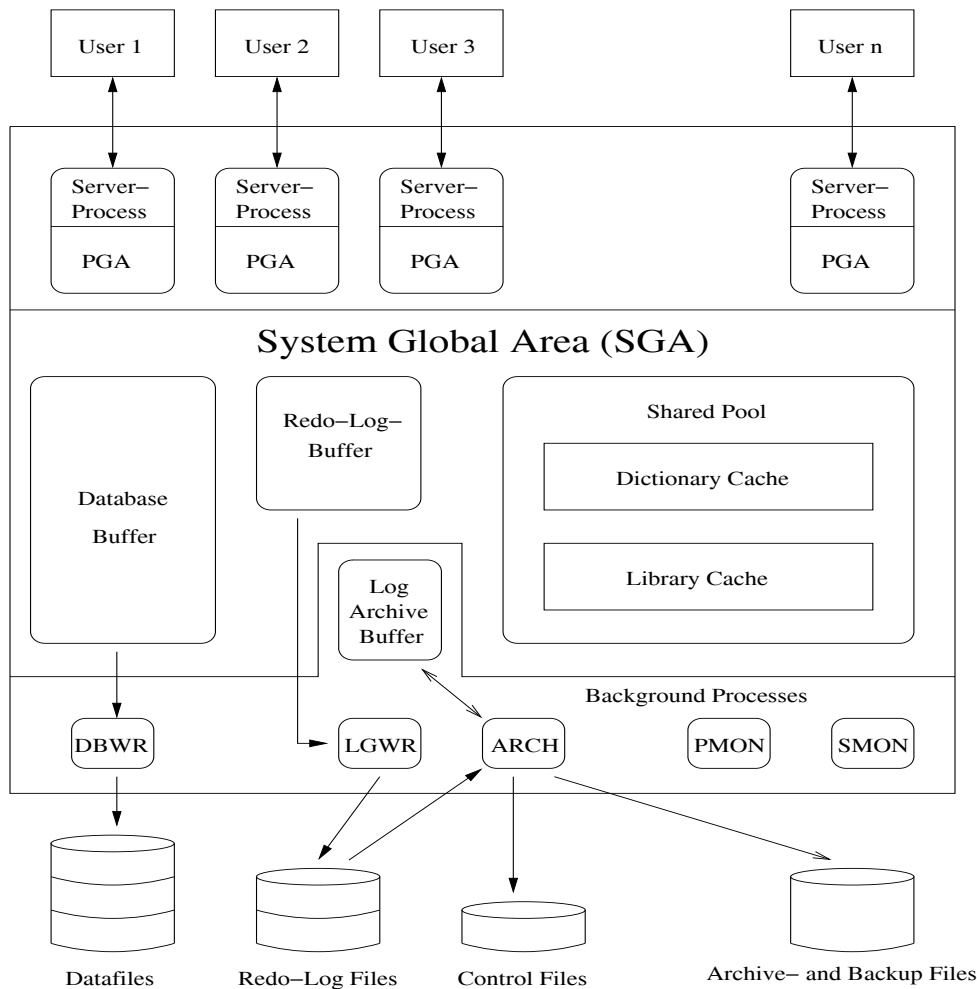 User 1
User 2
User 3
User n
Server–
Process
PGA
Server–
Process
PGA
Server–
Process
PGA
Server–
Process
PGA
System Global Area (SGA)
Database
Buffer
Redo–Log–
Buffer
Shared Pool
Dictionary Cache
Library Cache
Log
Archive
Buffer
Background Processes
DBWR
LGWR
ARCH
PMON
SMON
Datafiles
Redo–Log Files
Control Files
Archive– and Backup Files